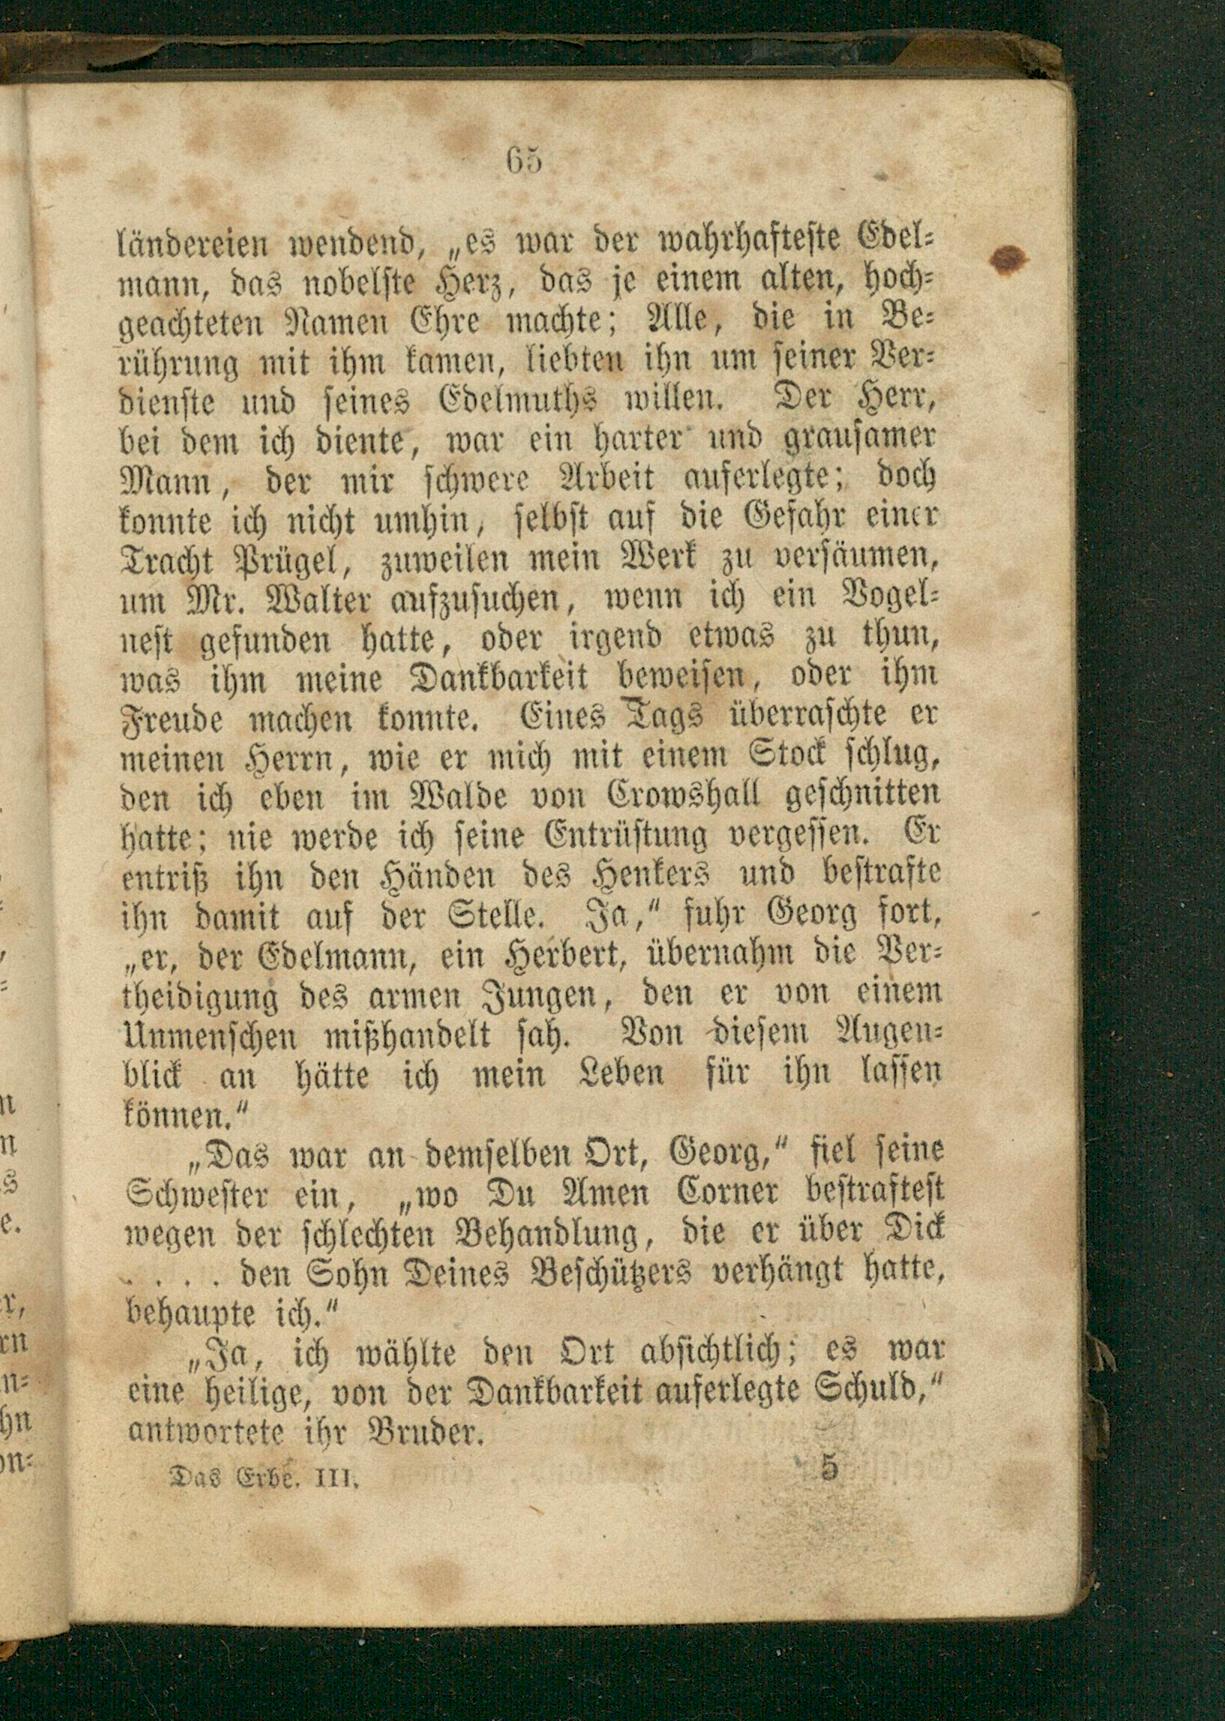 65
ländereien wendend, „es war der wahrhafteste Edel-
mann, das nobelste Herz, das je einem alten, hoch-
geachteten Namen Ehre machte; Alle, die in Be-
rührung mit ihm kamen, liebten ihn um seiner Ver-
dienste und seines Edelmuths willen. Der Herr,
bei dem ich diente, war ein harter und grausamer
Mann, der mir schwere Arbeit auferlegte; doch
konnte ich nicht umhin, selbst auf die Gefahr einer
Tracht Prügel, zuweilen mein Werk zu versäumen,
um Mr. Walter aufzusuchen, wenn ich ein Vogel-
nest gefunden hatte, oder irgend etwas zu thun,
was ihm meine Dankbarkeit beweisen, oder ihm
Freude machen konnte. Eines Tags überraschte er
meinen Herrn, wie er mich mit einem Stock schlug,
den ich eben im Walde von Crowshall geschnitten
hatte; nie werde ich seine Entrüstung vergessen. Er
entriß ihn den Händen des Henkers und bestrafte
ihn damit auf der Stelle. Ja,“ fuhr Georg fort,
„er, der Edelmann, ein Herbert, übernahm die Ver-
theidigung des armen Jungen, den er von einem
Unmenschen mißhandelt sah. Von diesem Augen-
blick an hätte ich mein Leben für ihn lassen
können.“
„Das war an demselben Ort, Georg,“ fiel seine
Schwester ein, „wo Du Amen Corner bestraftest
wegen der schlechten Behandlung, die er über Dick
. . . . den Sohn Deines Beschützers verhängt hatte,
behaupte ich.“
„Ja, ich wählte den Ort absichtlich; es war
eine heilige, von der Dankbarkeit auferlegte Schuld,“
antwortete ihr Bruder.
Das Erbe. III. 5